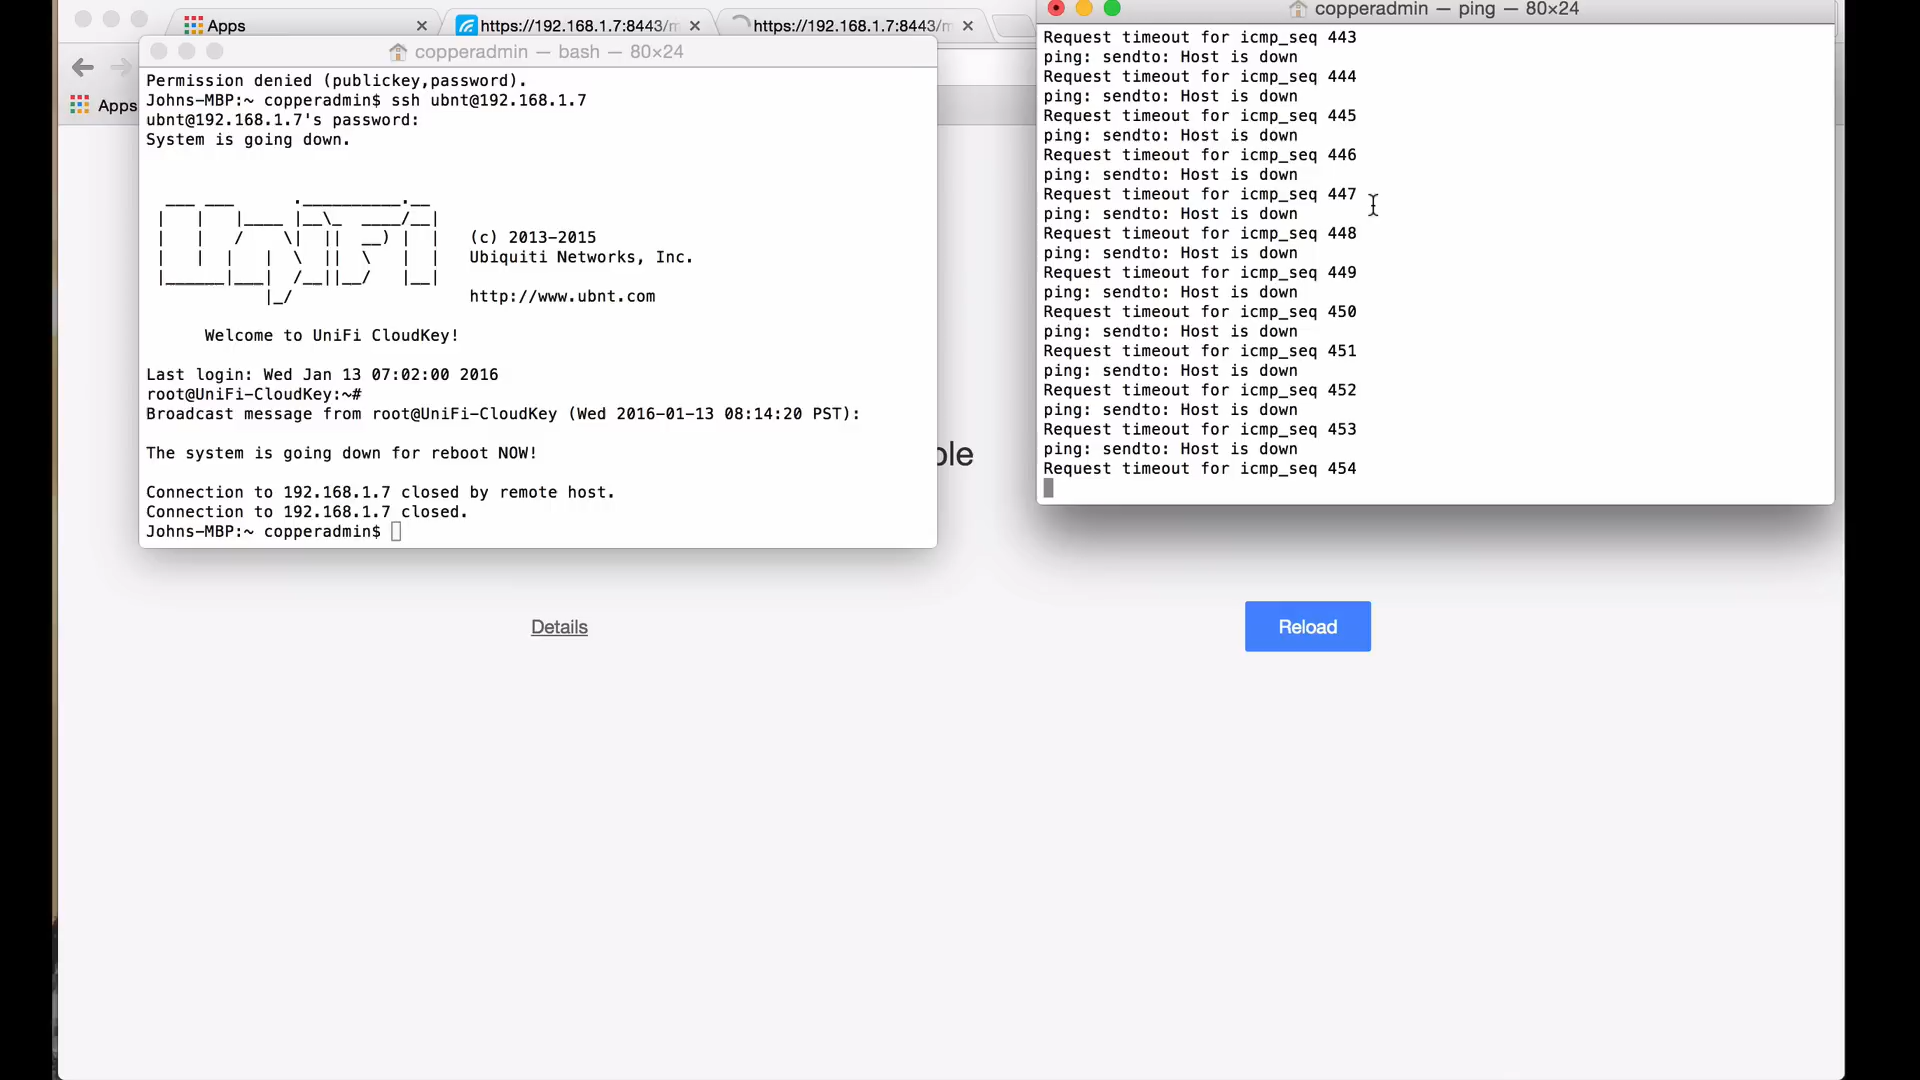 Apps
https://192.168.1.7:8443/m
https://192.168.1.7:8443/m
Apps
copperadmin — bash — 80×24
Permission denied (publickey,password).
Johns-MBP:~ copperadmin$ ssh ubnt@192.168.1.7
ubnt@192.168.1.7's password:
System is going down.
(c) 2013-2015
Ubiquiti Networks, Inc.
http://www.ubnt.com
Welcome to UniFi CloudKey!
Last login: Wed Jan 13 07:02:00 2016
root@UniFi-CloudKey:~#
Broadcast message from root@UniFi-CloudKey (Wed 2016-01-13 08:14:20 PST):
The system is going down for reboot NOW!
Connection to 192.168.1.7 closed by remote host.
Connection to 192.168.1.7 closed.
Johns-MBP:~ copperadmin$
copperadmin — ping — 80×24
Request timeout for icmp_seq 443
ping: sendto: Host is down
Request timeout for icmp_seq 444
ping: sendto: Host is down
Request timeout for icmp_seq 445
ping: sendto: Host is down
Request timeout for icmp_seq 446
ping: sendto: Host is down
Request timeout for icmp_seq 447
ping: sendto: Host is down
Request timeout for icmp_seq 448
ping: sendto: Host is down
Request timeout for icmp_seq 449
ping: sendto: Host is down
Request timeout for icmp_seq 450
ping: sendto: Host is down
Request timeout for icmp_seq 451
ping: sendto: Host is down
Request timeout for icmp_seq 452
ping: sendto: Host is down
Request timeout for icmp_seq 453
ping: sendto: Host is down
Request timeout for icmp_seq 454
Details
Reload